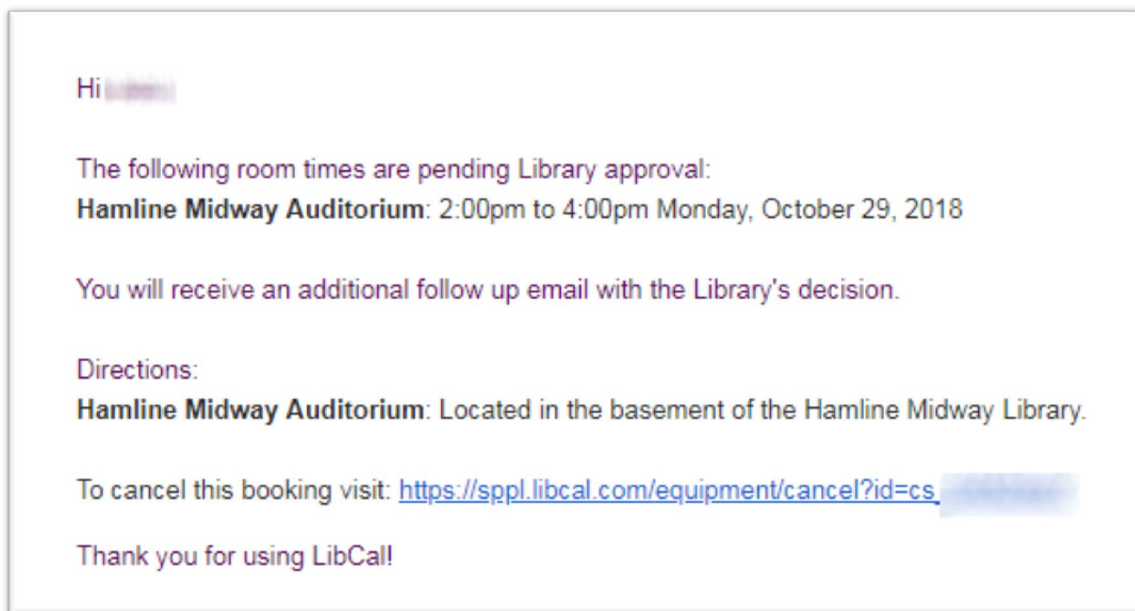 Hi
The following room times are pending Library approval:
Hamline Midway Auditorium: 2:00pm to 4:00pm Monday, October 29, 2018
You will receive an additional follow up email with the Library's decision.
Directions:
Hamline Midway Auditorium: Located in the basement of the Hamline Midway Library.
To cancel this booking visit: https://sppl.libcal.com/equipment/cancel?id=cs_
Thank you for using LibCal!